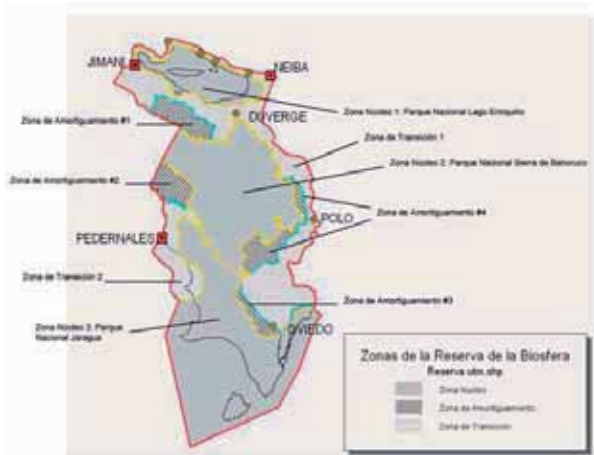 JIMANI
NEIBA
Zona Núcleo 1: Parque Nacional Lago Enriquillo
DUVERGE
Zona de Amortiguamiento #1
Zona de Transición 1
Zona Núcleo 2: Parque Nacional Sierra de Bahoruco
Zona de Amortiguamiento #2
Zona de Amortiguamiento #4
POLO
PEDERNALES
Zona de Transición 2
Zona de Amortiguamiento #3
Zona Núcleo 3: Parque
Nacional Jaragua
OVIEDO
Zonas de la Reserva de la Biosfera
Reserva utm.shp
Zona Núcleo
Zona de Amortiguamiento
Zona de Transición